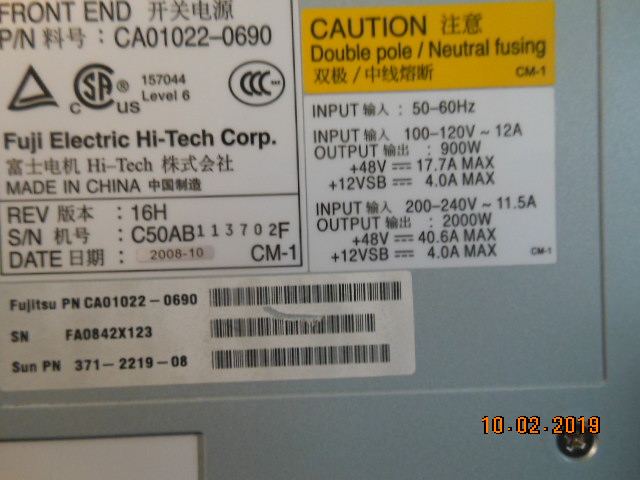 FRONT END 开关电源
P/N 料号: CA01022-0690
CSA
C US
157044
Level 6
CCC
Fuji Electric Hi-Tech Corp.
富士电机 Hi-Tech 株式会社
MADE IN CHINA 中国制造
REV 版本 : 16H
S/N 机号 : C50AB113702F
DATE 日期 : 2008-10 CM-1
CAUTION 注意
Double pole / Neutral fusing
双极/中线熔断 CM-1
INPUT 输入 : 50-60Hz
INPUT 输入 100-120V ~ 12A
OUTPUT 输出 : 900W
+48V ⎓ 17.7A MAX
+12VSB ⎓ 4.0A MAX
INPUT 输入 200-240V ~ 11.5A
OUTPUT 输出 : 2000W
+48V ⎓ 40.6A MAX
+12VSB ⎓ 4.0A MAX CM-1
Fujitsu PN CA01022-0690
SN FA0842X123
Sun PN 371-2219-08
10.02.2019